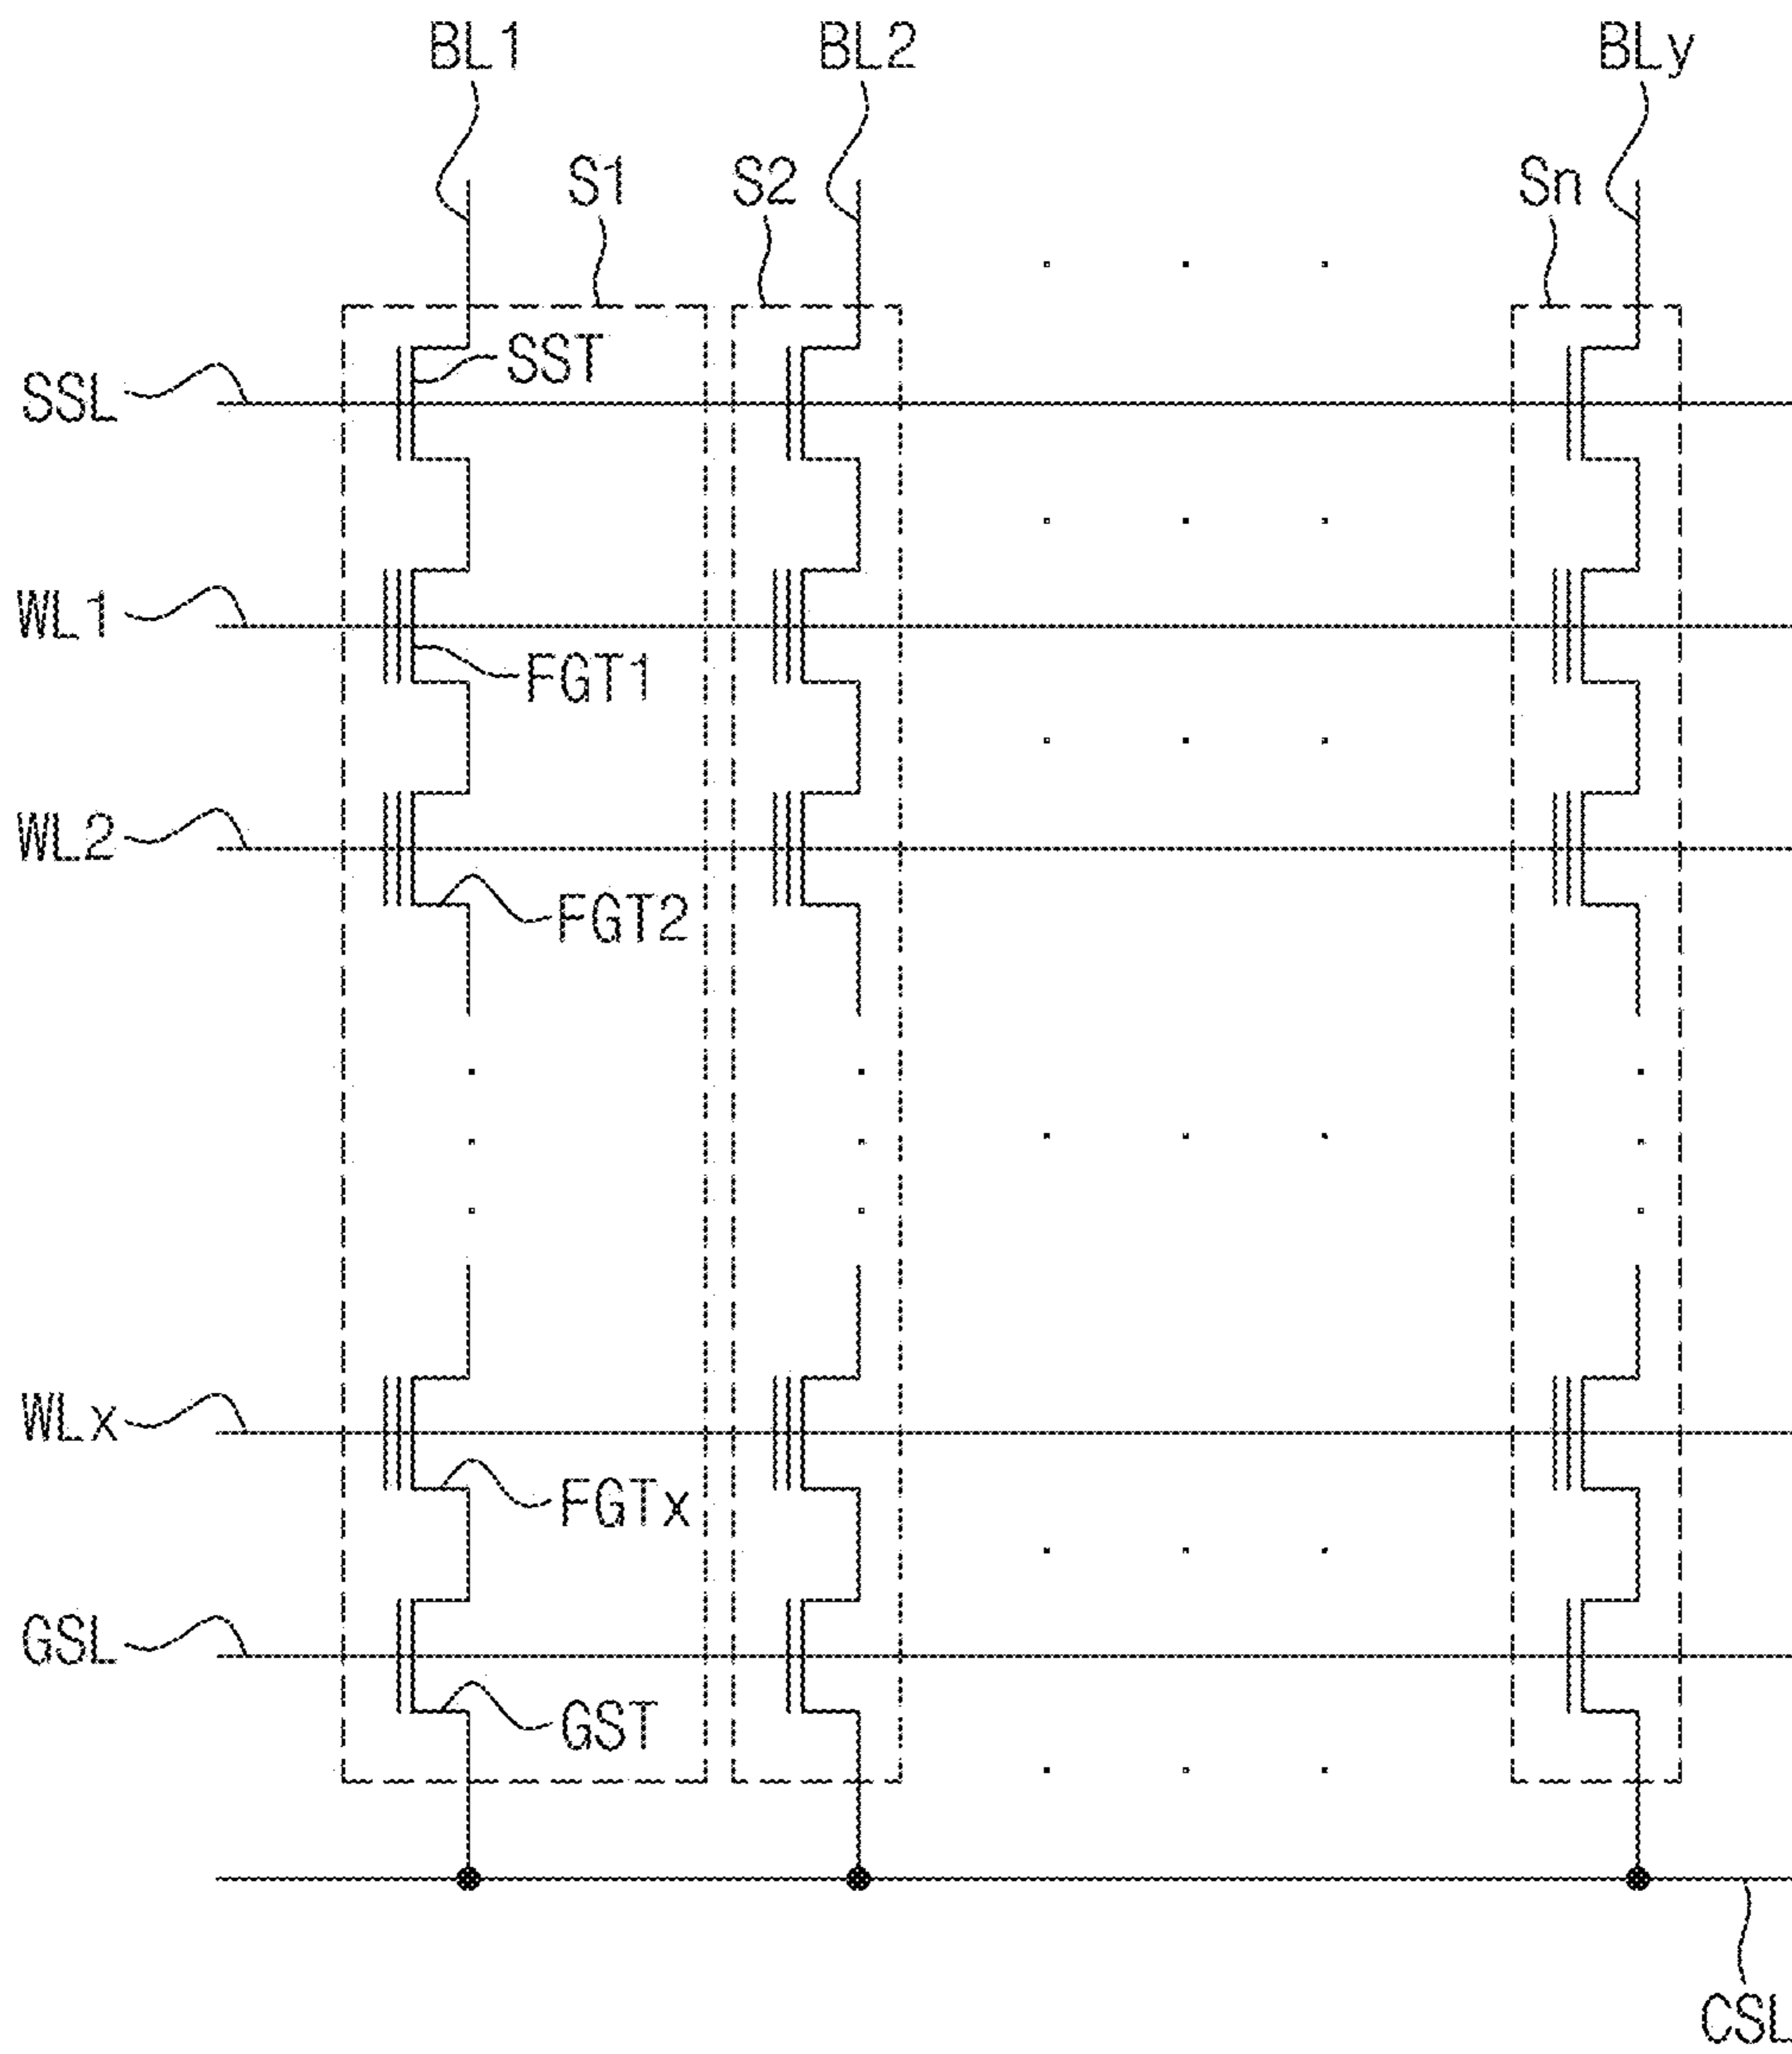 BL1 BL2 BLy
S1 S2 Sn
SST
SSL
WL1
FGT1
WL2
FGT2
WLx
FGTx
GSL
GST
CSL